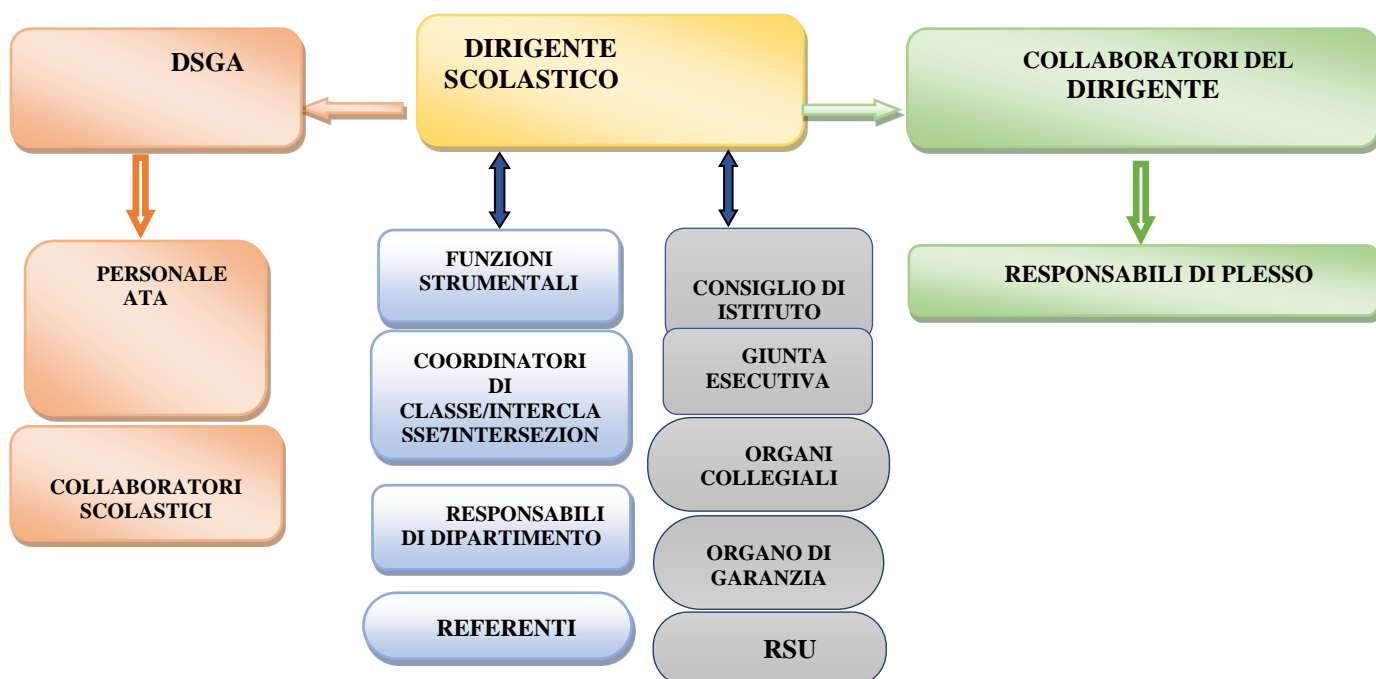 DSGA
DIRIGENTE
SCOLASTICO
COLLABORATORI DEL
DIRIGENTE
PERSONALE
ATA
COLLABORATORI
SCOLASTICI
FUNZIONI
STRUMENTALI
COORDINATORI
DI
CLASSE/INTERCLA
SSE7INTERSEZION
RESPONSABILI
DI DIPARTIMENTO
REFERENTI
CONSIGLIO DI
ISTITUTO
GIUNTA
ESECUTIVA
ORGANI
COLLEGIALI
ORGANO DI
GARANZIA
RSU
RESPONSABILI DI PLESSO